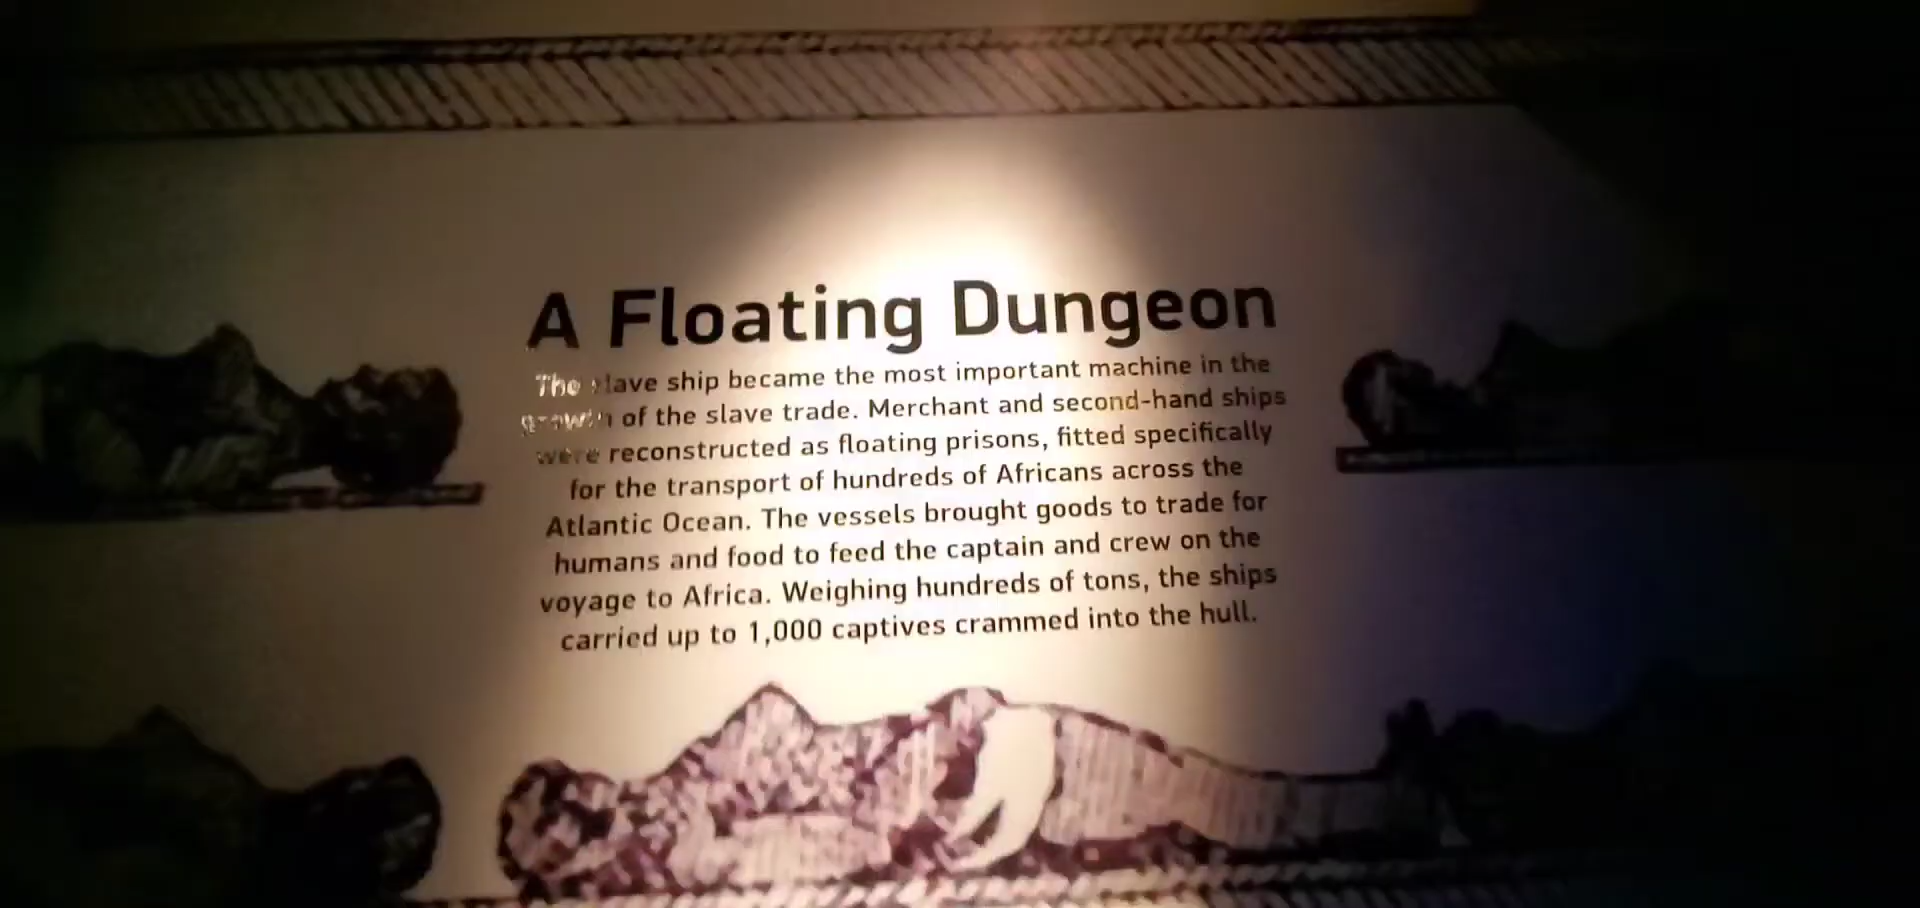 A Floating Dungeon
The slave ship became the most important machine in the
growth of the slave trade. Merchant and second-hand ships
were reconstructed as floating prisons, fitted specifically
for the transport of hundreds of Africans across the
Atlantic Ocean. The vessels brought goods to trade for
humans and food to feed the captain and crew on the
voyage to Africa. Weighing hundreds of tons, the ships
carried up to 1,000 captives crammed into the hull.